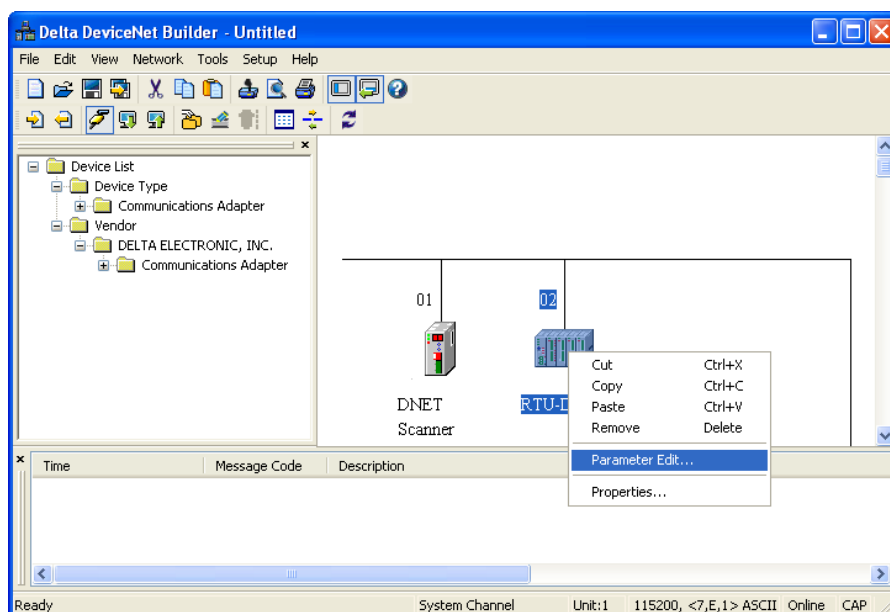 Delta DeviceNet Builder - Untitled
File Edit View Network Tools Setup Help
Device List
Device Type
Communications Adapter
Vendor
DELTA ELECTRONIC, INC.
Communications Adapter
01 02
DNET
Scanner
RTU-D
Cut Ctrl+X
Copy Ctrl+C
Paste Ctrl+V
Remove Delete
Parameter Edit...
Properties...
Time Message Code Description
Ready System Channel Unit:1 115200, <7,E,1> ASCII Online CAP